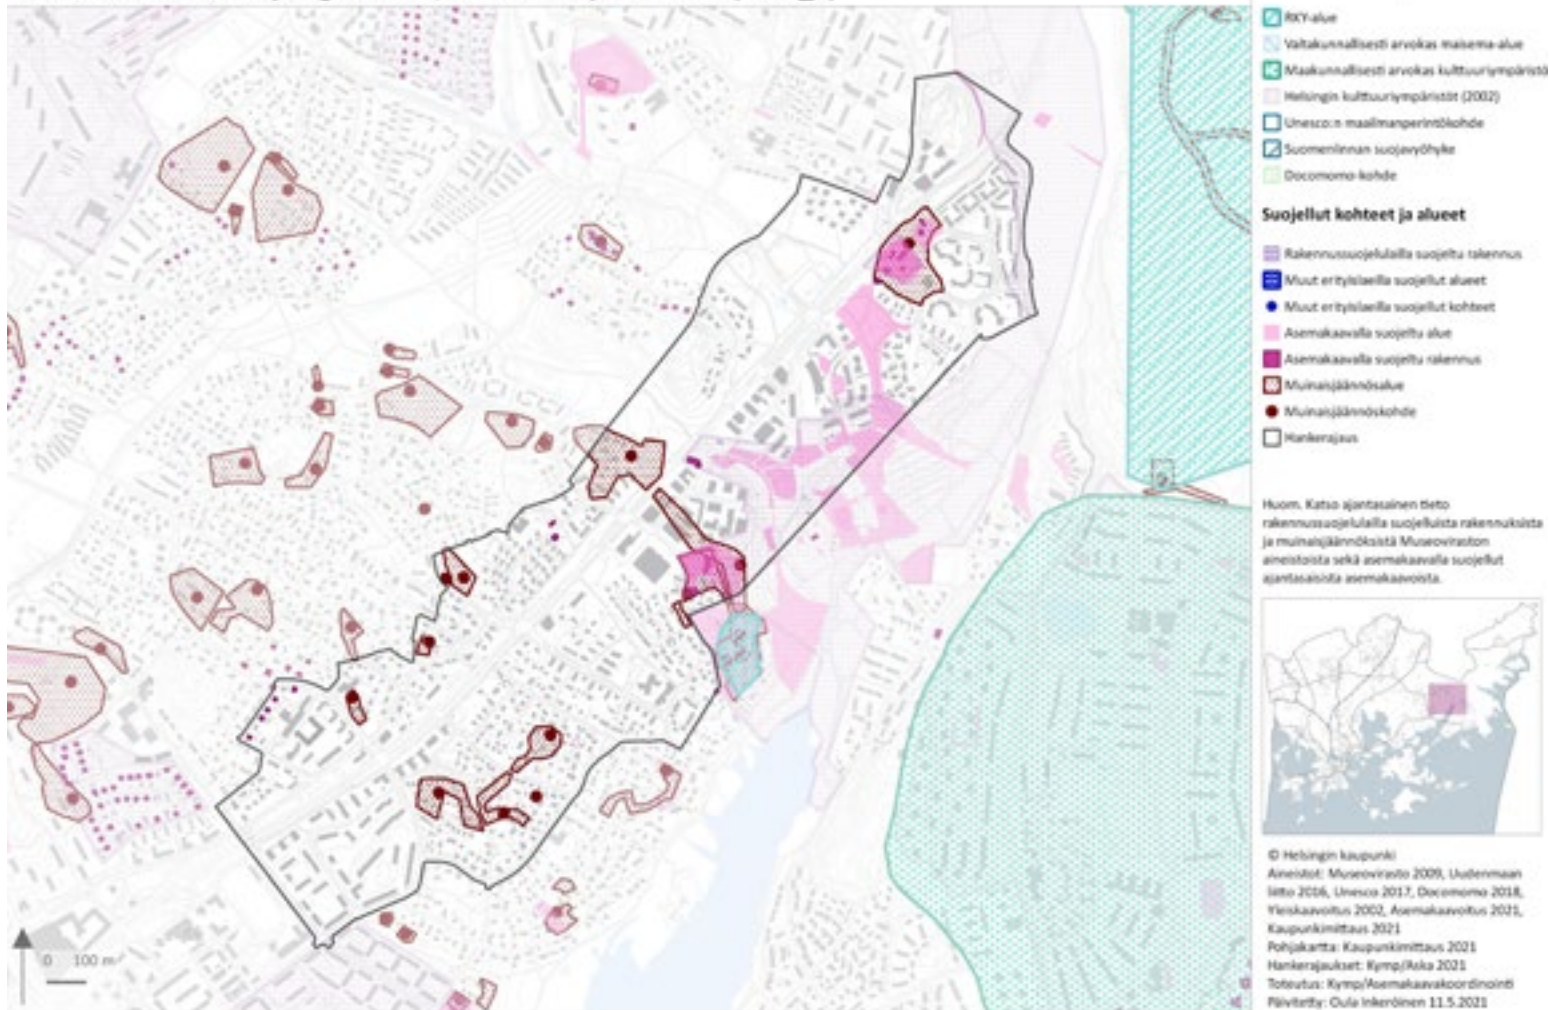 RKY-alue
Valtakunnallisesti arvokas maisema-alue
Maakunnallisesti arvokas kulttuuriympäristö
Helsingin kulttuuriympäristöt (2002)
Unesco:n maailmanperintökohde
Suomenlinnan suojavyöhyke
Docomomo-kohde
Suojellut kohteet ja alueet
Rakennussuojelulailla suojeltu rakennus
Muut erityislaeilla suojellut alueet
Muut erityislaeilla suojellut kohteet
Asemakaavalla suojeltu alue
Asemakaavalla suojeltu rakennus
Muinaisjäännösalue
Muinaisjäännöskohde
Hankerajaus
Huom. Katso ajantasainen tieto
rakennussuojelulailla suojelluista rakennuksista
ja muinaisjäännöksistä Museoviraston
aineistoista sekä asemakaavalla suojellut
ajantasaisista asemakaavoista.
© Helsingin kaupunki
Aineistot: Museovirasto 2009, Uudenmaan
liitto 2016, Unesco 2017, Docomomo 2018,
Yleiskaavoitus 2002, Asemakaavoitus 2021,
Kaupunkimittaus 2021
Pohjakartta: Kaupunkimittaus 2021
Hankerajaukset: Kymp/Aska 2021
Toteutus: Kymp/Asemakaavakoordinointi
Päivitetty: Oula Inkeröinen 11.5.2021
0 100 m